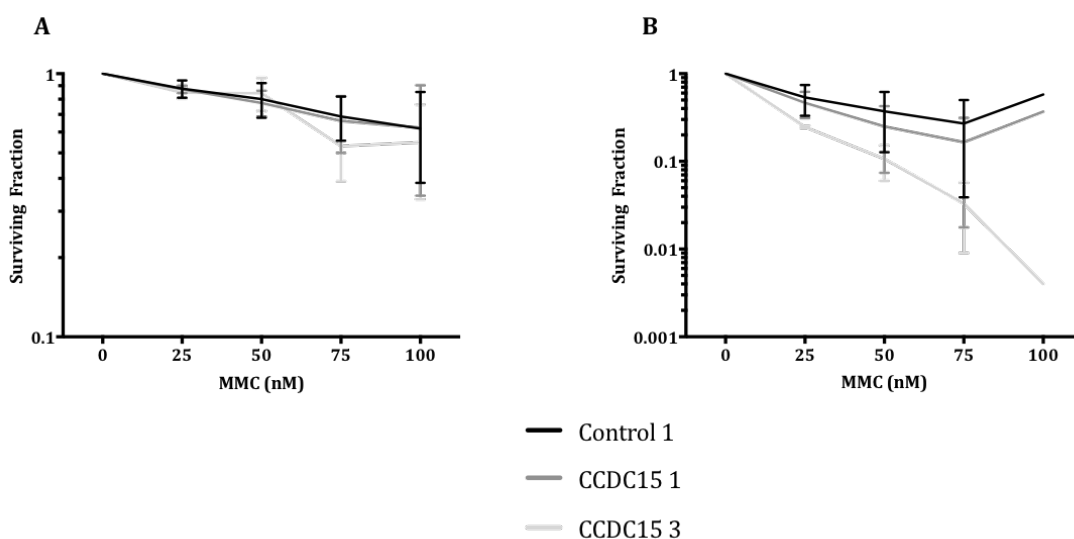 A
B
1
0.1
Surviving Fraction
0 25 50 75 100
MMC (nM)
1
0.1
0.01
0.001
Surviving Fraction
0 25 50 75 100
MMC (nM)
Control 1
CCDC15 1
CCDC15 3